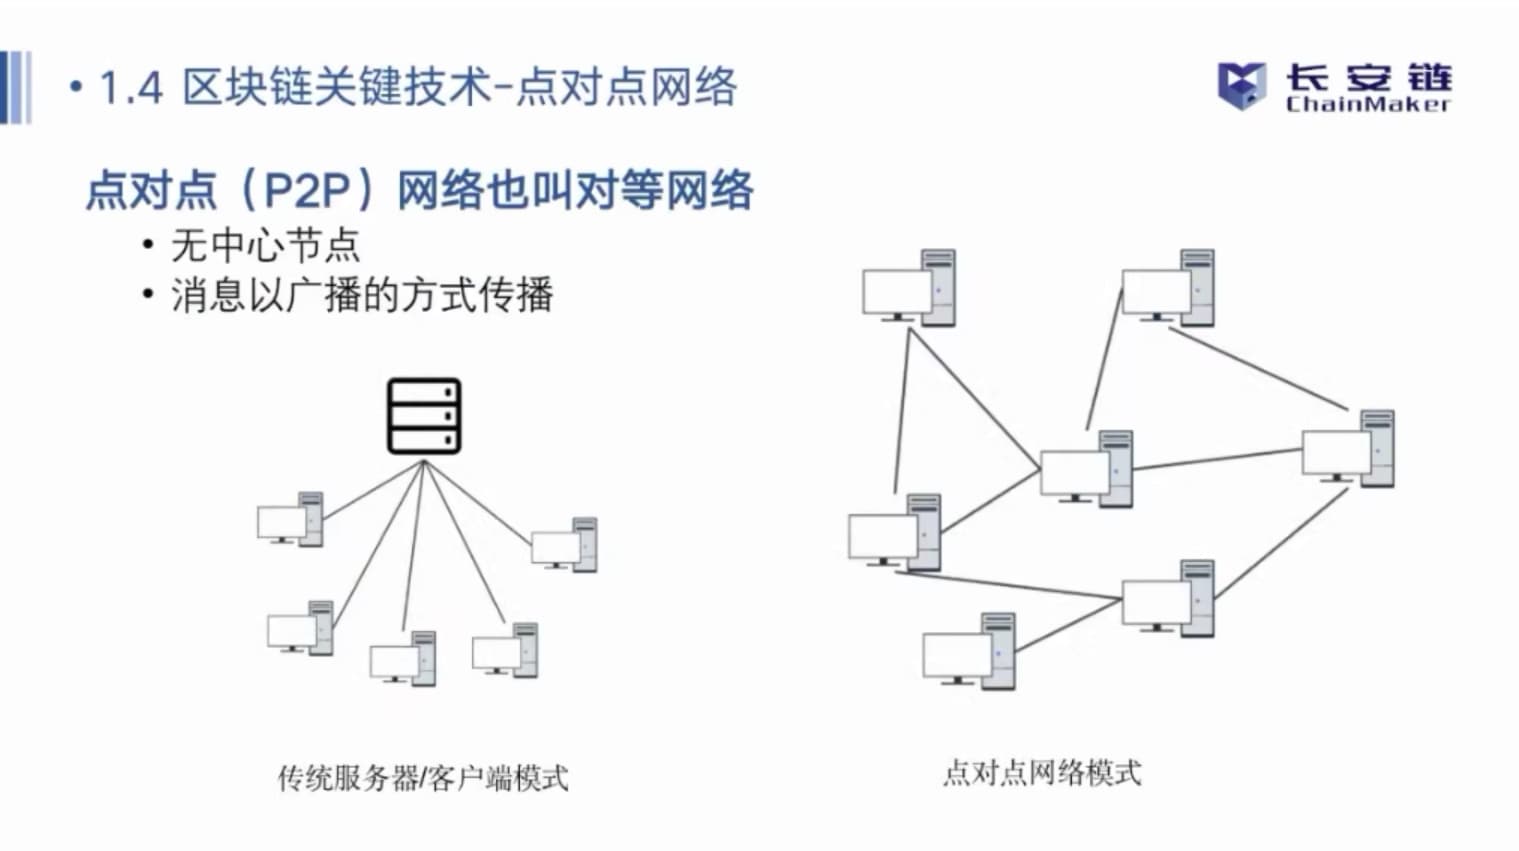 • 1.4 区块链关键技术-点对点网络
长安链
ChainMaker
点对点（P2P）网络也叫对等网络
• 无中心节点
• 消息以广播的方式传播
传统服务器/客户端模式
点对点网络模式